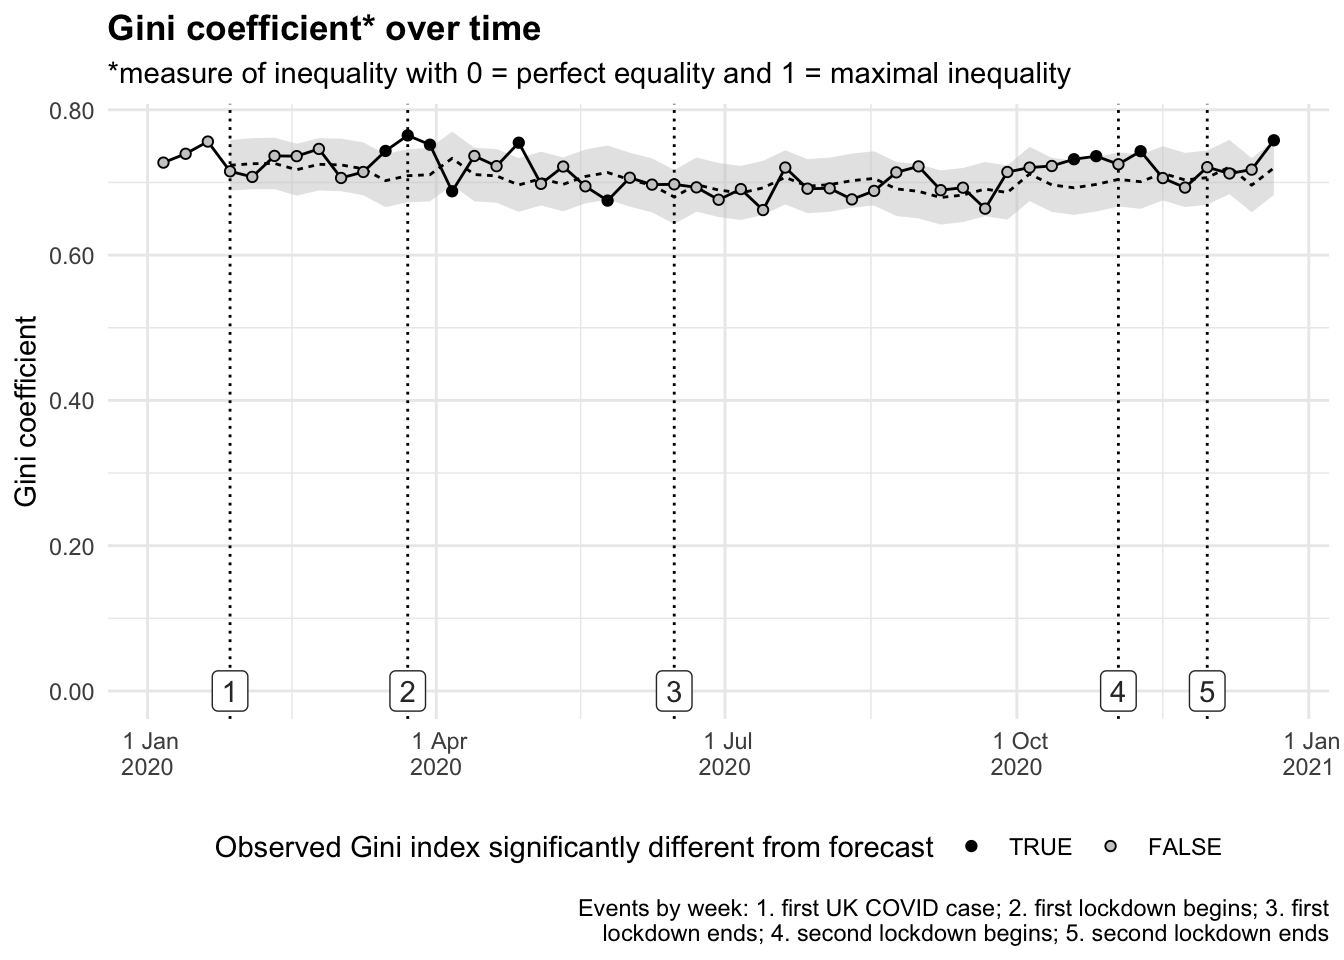 Gini coefficient* over time
*measure of inequality with 0 = perfect equality and 1 = maximal inequality
Gini coefficient
0.80
0.60
0.40
0.20
0.00
1
2
3
4
5
1 Jan
2020
1 Apr
2020
1 Jul
2020
1 Oct
2020
1 Jan
2021
Observed Gini index significantly different from forecast TRUE FALSE
Events by week: 1. first UK COVID case; 2. first lockdown begins; 3. first
lockdown ends; 4. second lockdown begins; 5. second lockdown ends